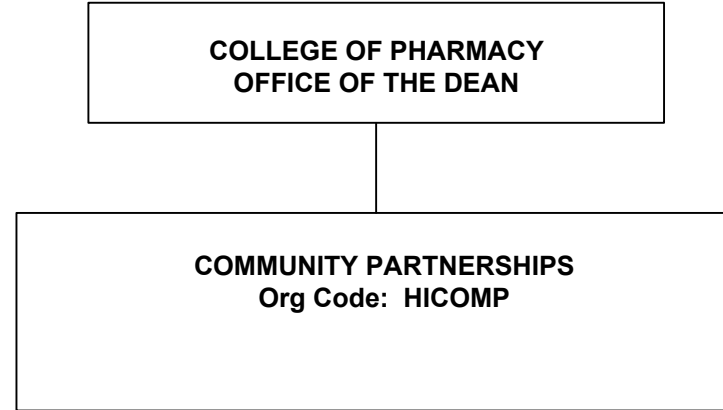 COLLEGE OF PHARMACY
OFFICE OF THE DEAN
COMMUNITY PARTNERSHIPS
Org Code: HICOMP